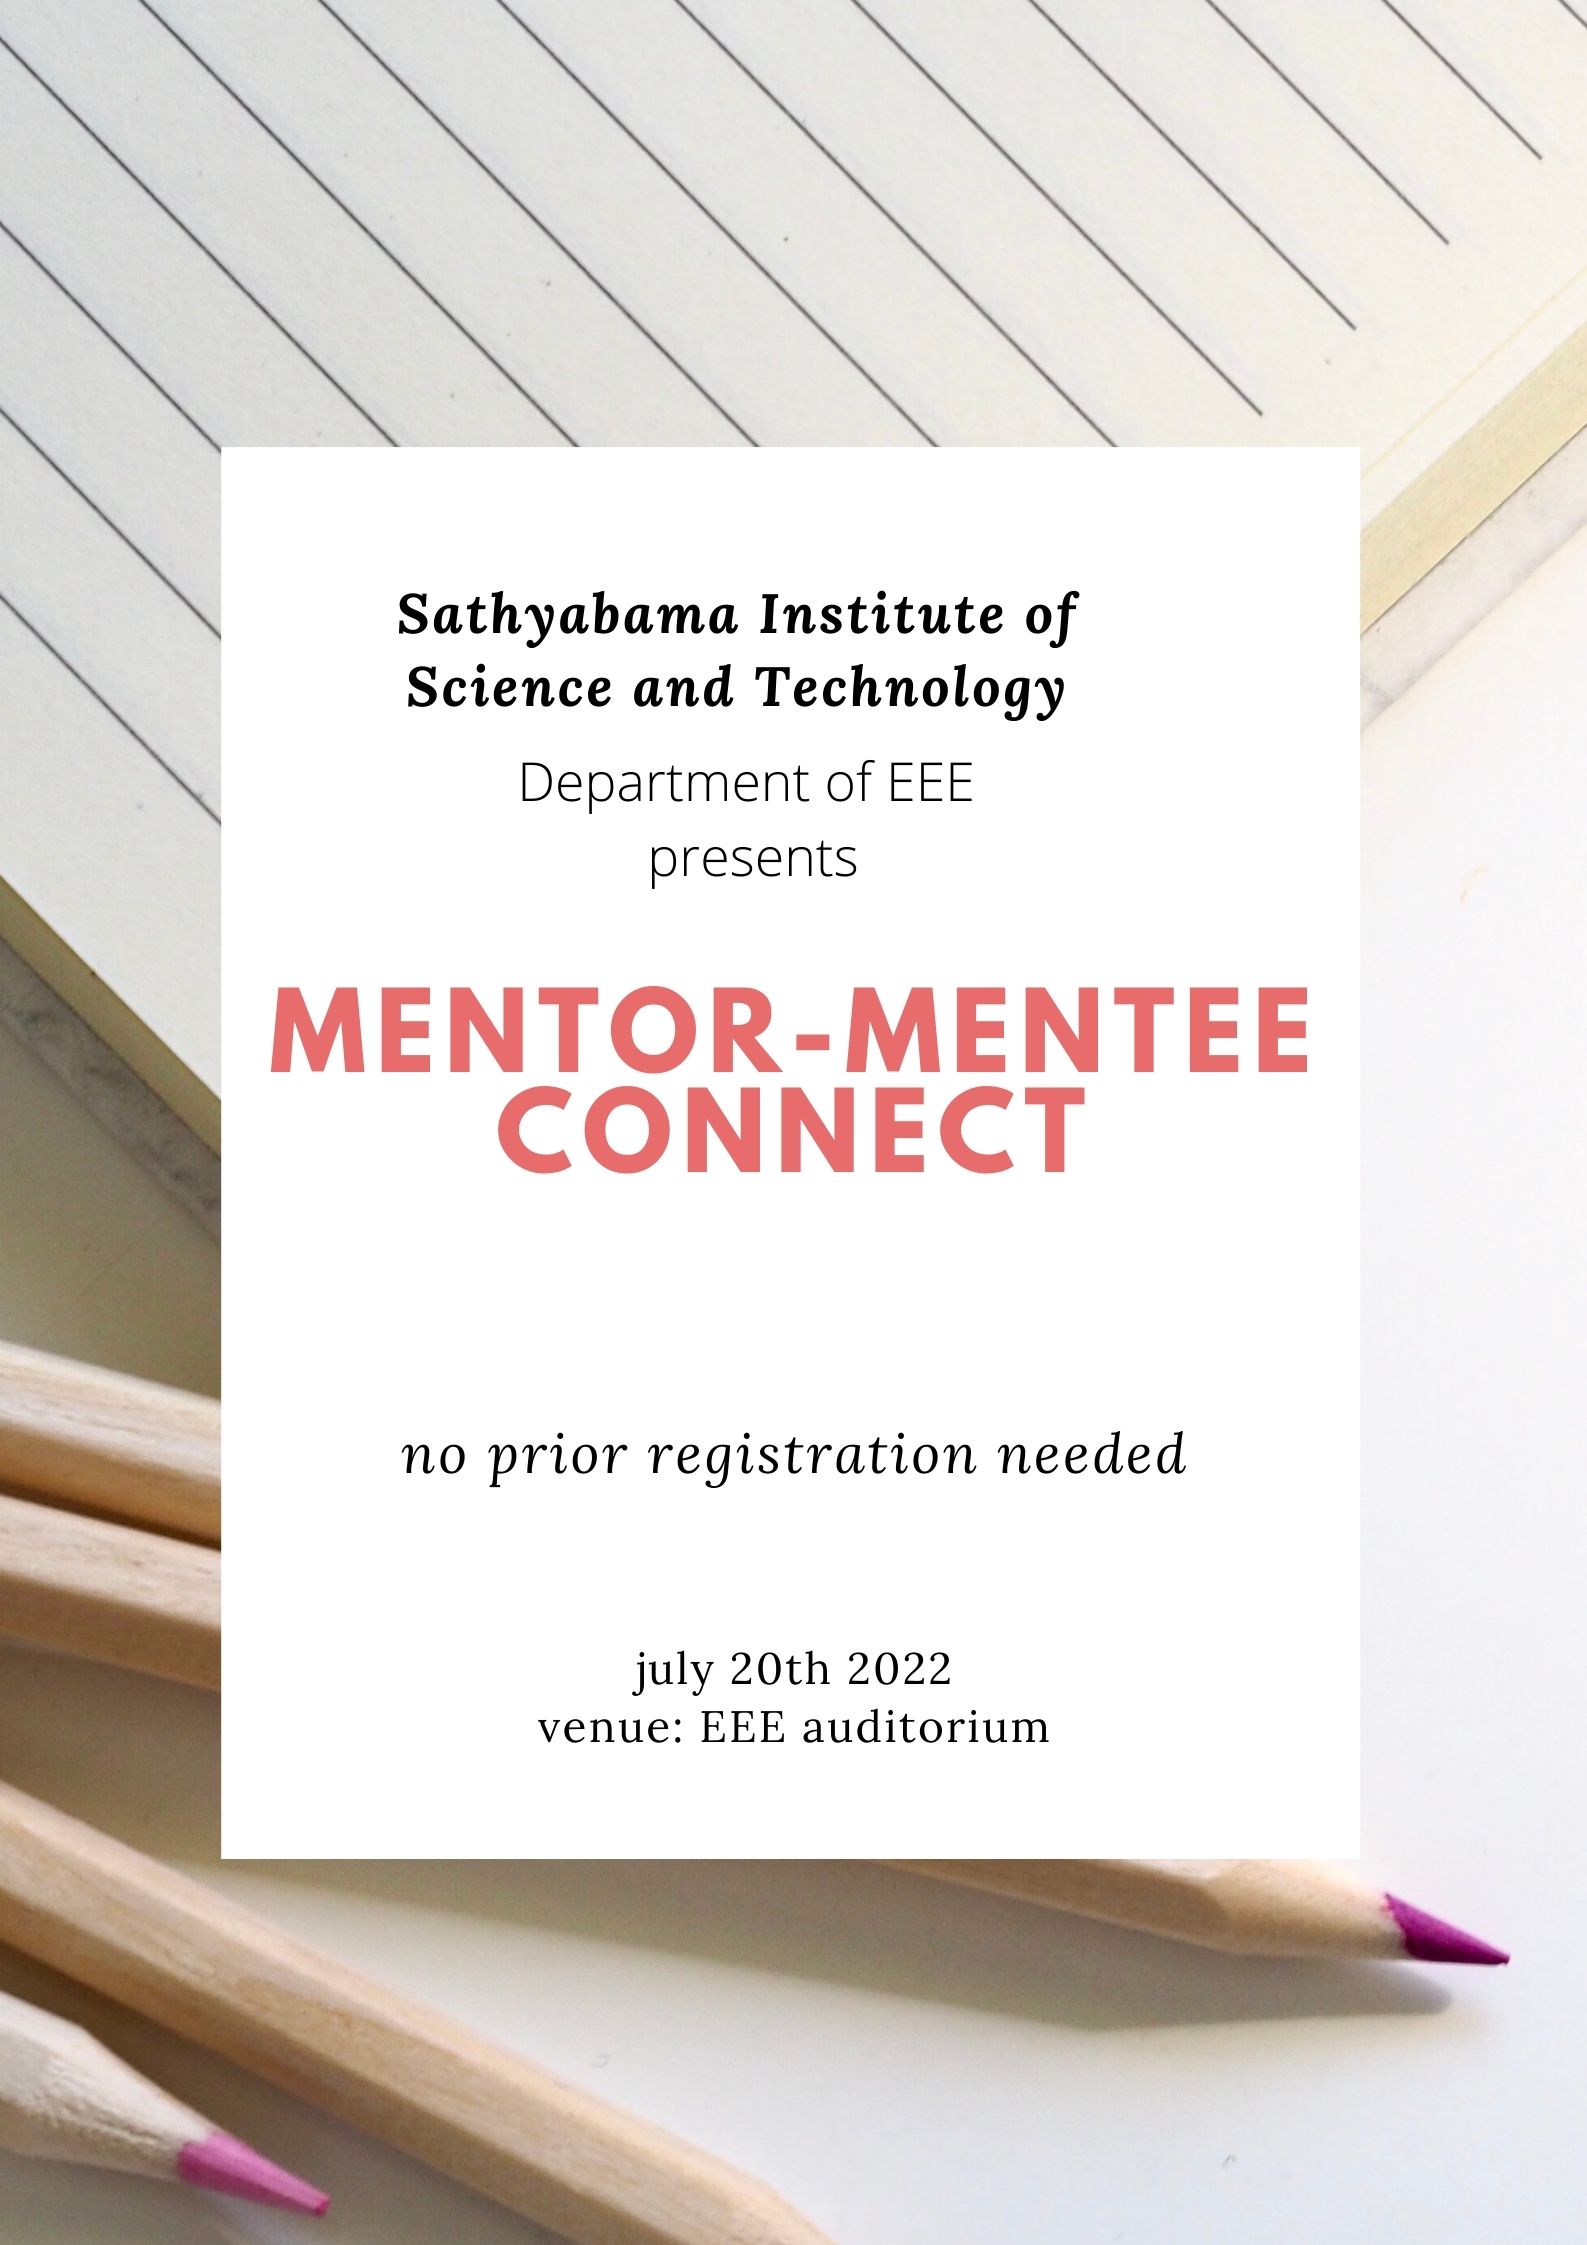 Sathyabama Institute of
Science and Technology
Department of EEE
presents
MENTOR-MENTEE
CONNECT
no prior registration needed
july 20th 2022
venue: EEE auditorium